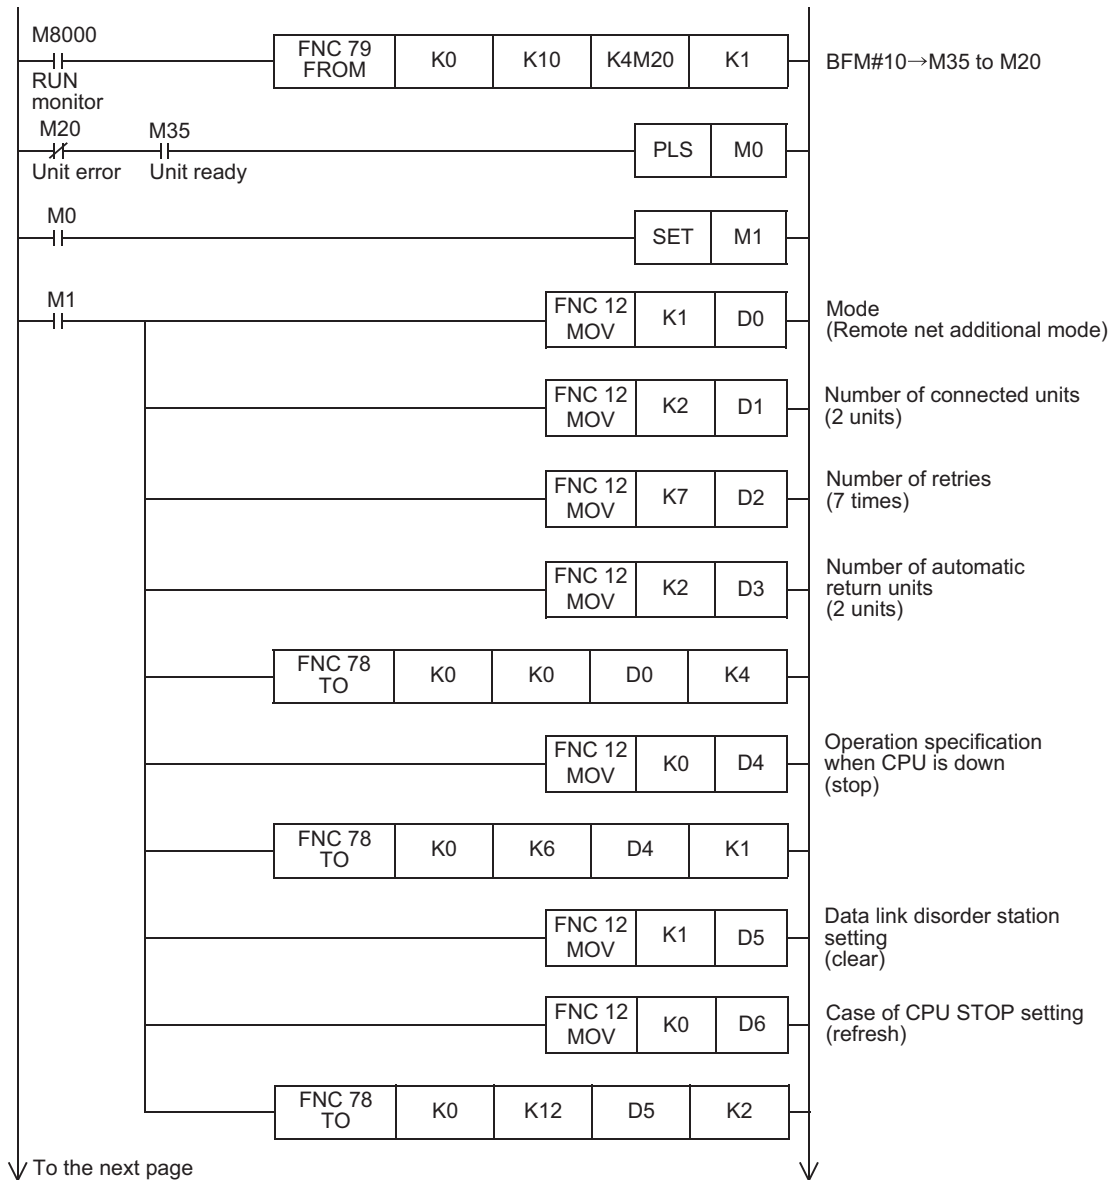 M8000
RUN
monitor
FNC 79
FROM
K0
K10
K4M20
K1
BFM#10→M35 to M20
M20
Unit error
M35
Unit ready
PLS
M0
M0
SET
M1
M1
FNC 12
MOV
K1
D0
Mode
(Remote net additional mode)
FNC 12
MOV
K2
D1
Number of connected units
(2 units)
FNC 12
MOV
K7
D2
Number of retries
(7 times)
FNC 12
MOV
K2
D3
Number of automatic
return units
(2 units)
FNC 78
TO
K0
K0
D0
K4
FNC 12
MOV
K0
D4
Operation specification
when CPU is down
(stop)
FNC 78
TO
K0
K6
D4
K1
FNC 12
MOV
K1
D5
Data link disorder station
setting
(clear)
FNC 12
MOV
K0
D6
Case of CPU STOP setting
(refresh)
FNC 78
TO
K0
K12
D5
K2
To the next page